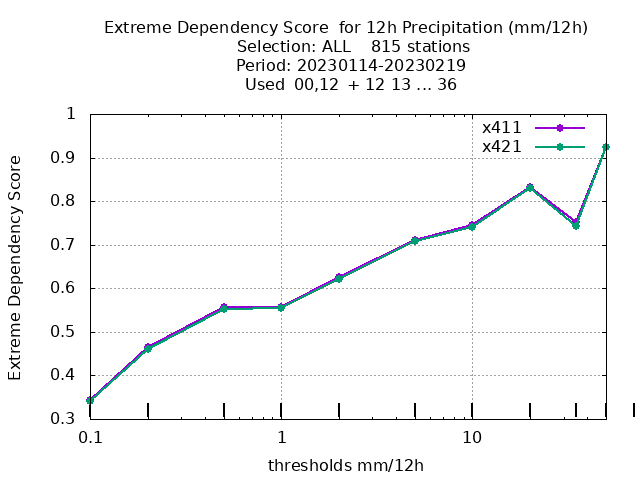 Extreme Dependency Score  for 12h Precipitation (mm/12h)
Selection: ALL    815 stations
Period: 20230114-20230219
Used  00,12  + 12 13 ... 36
x411
x421
1
0.9
0.8
0.7
0.6
0.5
0.4
0.3
Extreme Dependency Score
0.1
1
10
thresholds mm/12h